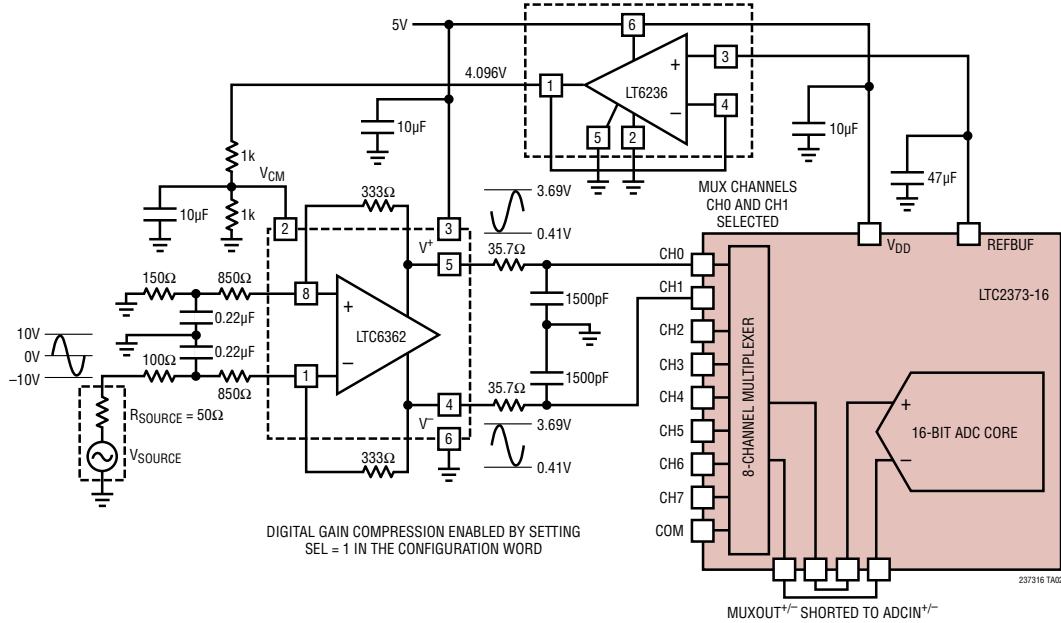 5V
6
3
+
LT6236
1
4.096V
–
4
5
2
10µF
10µF
47µF
1k
VCM
1k
10µF
2
333Ω
3
V+
5
3.69V
0.41V
35.7Ω
MUX CHANNELS
CH0 AND CH1
SELECTED
VDD
REFBUF
LTC2373-16
150Ω
850Ω
8
+
0.22µF
LTC6362
0.22µF
–
100Ω
850Ω
1
10V
0V
–10V
RSOURCE = 50Ω
VSOURCE
1500pF
1500pF
35.7Ω
4
V–
6
333Ω
3.69V
0.41V
CH0
CH1
CH2
CH3
CH4
CH5
CH6
CH7
COM
8-CHANNEL MULTIPLEXER
+
16-BIT ADC CORE
–
DIGITAL GAIN COMPRESSION ENABLED BY SETTING
SEL = 1 IN THE CONFIGURATION WORD
237316 TA02
MUXOUT+/– SHORTED TO ADCIN+/–